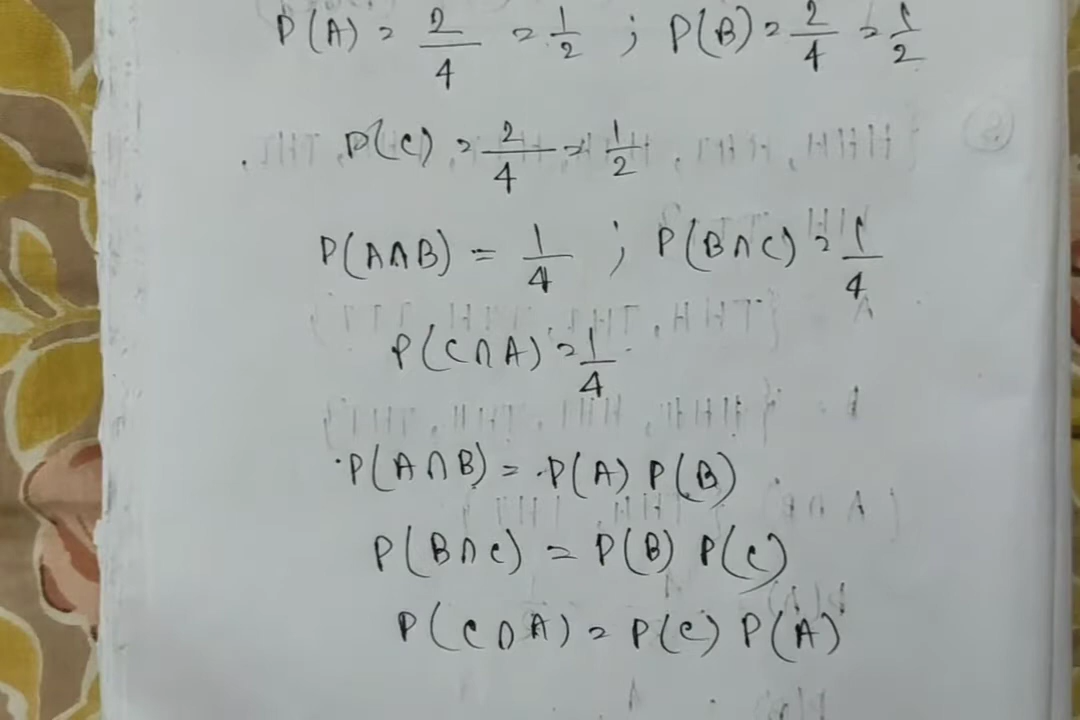 P(A) = 2/4 = 1/2 ; P(B) = 2/4 = 1/2
P(C) = 2/4 = 1/2
P(A∩B) = 1/4 ; P(B∩C) = 1/4
P(C∩A) = 1/4
P(A∩B) = P(A) P(B)
P(B∩C) = P(B) P(C)
P(C∩A) = P(C) P(A)